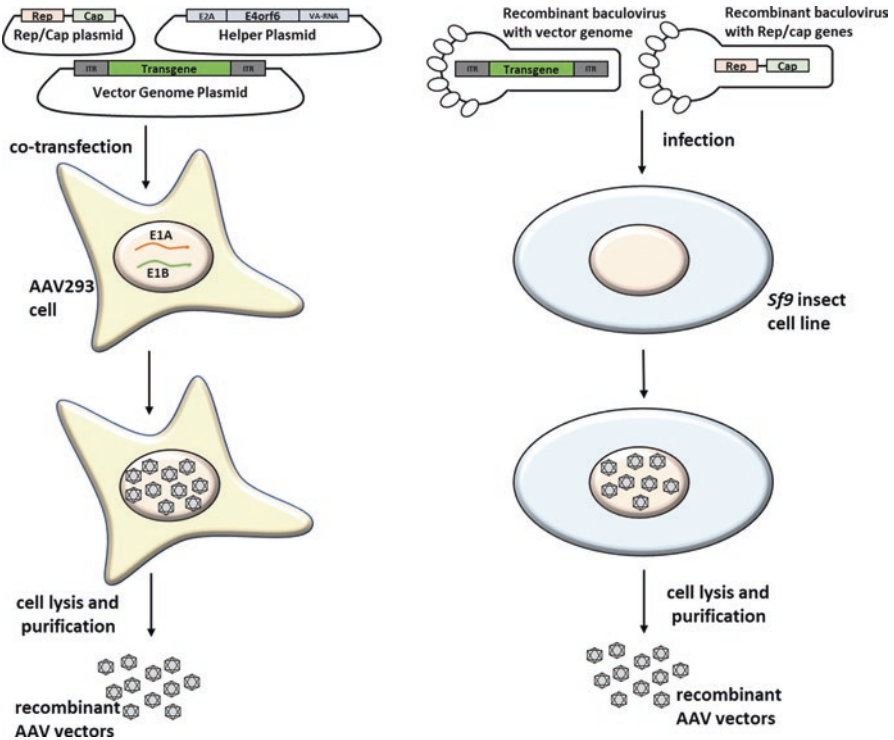 Rep Cap
Rep/Cap plasmid
E2A E4orf6 VA-RNA
Helper Plasmid
ITR Transgene ITR
Vector Genome Plasmid
co-transfection
E1A
E1B
AAV293
cell
cell lysis and
purification
recombinant
AAV vectors
Recombinant baculovirus
with vector genome
ITR Transgene ITR
Recombinant baculovirus
with Rep/cap genes
Rep Cap
infection
Sf9 insect
cell line
cell lysis and
purification
recombinant
AAV vectors